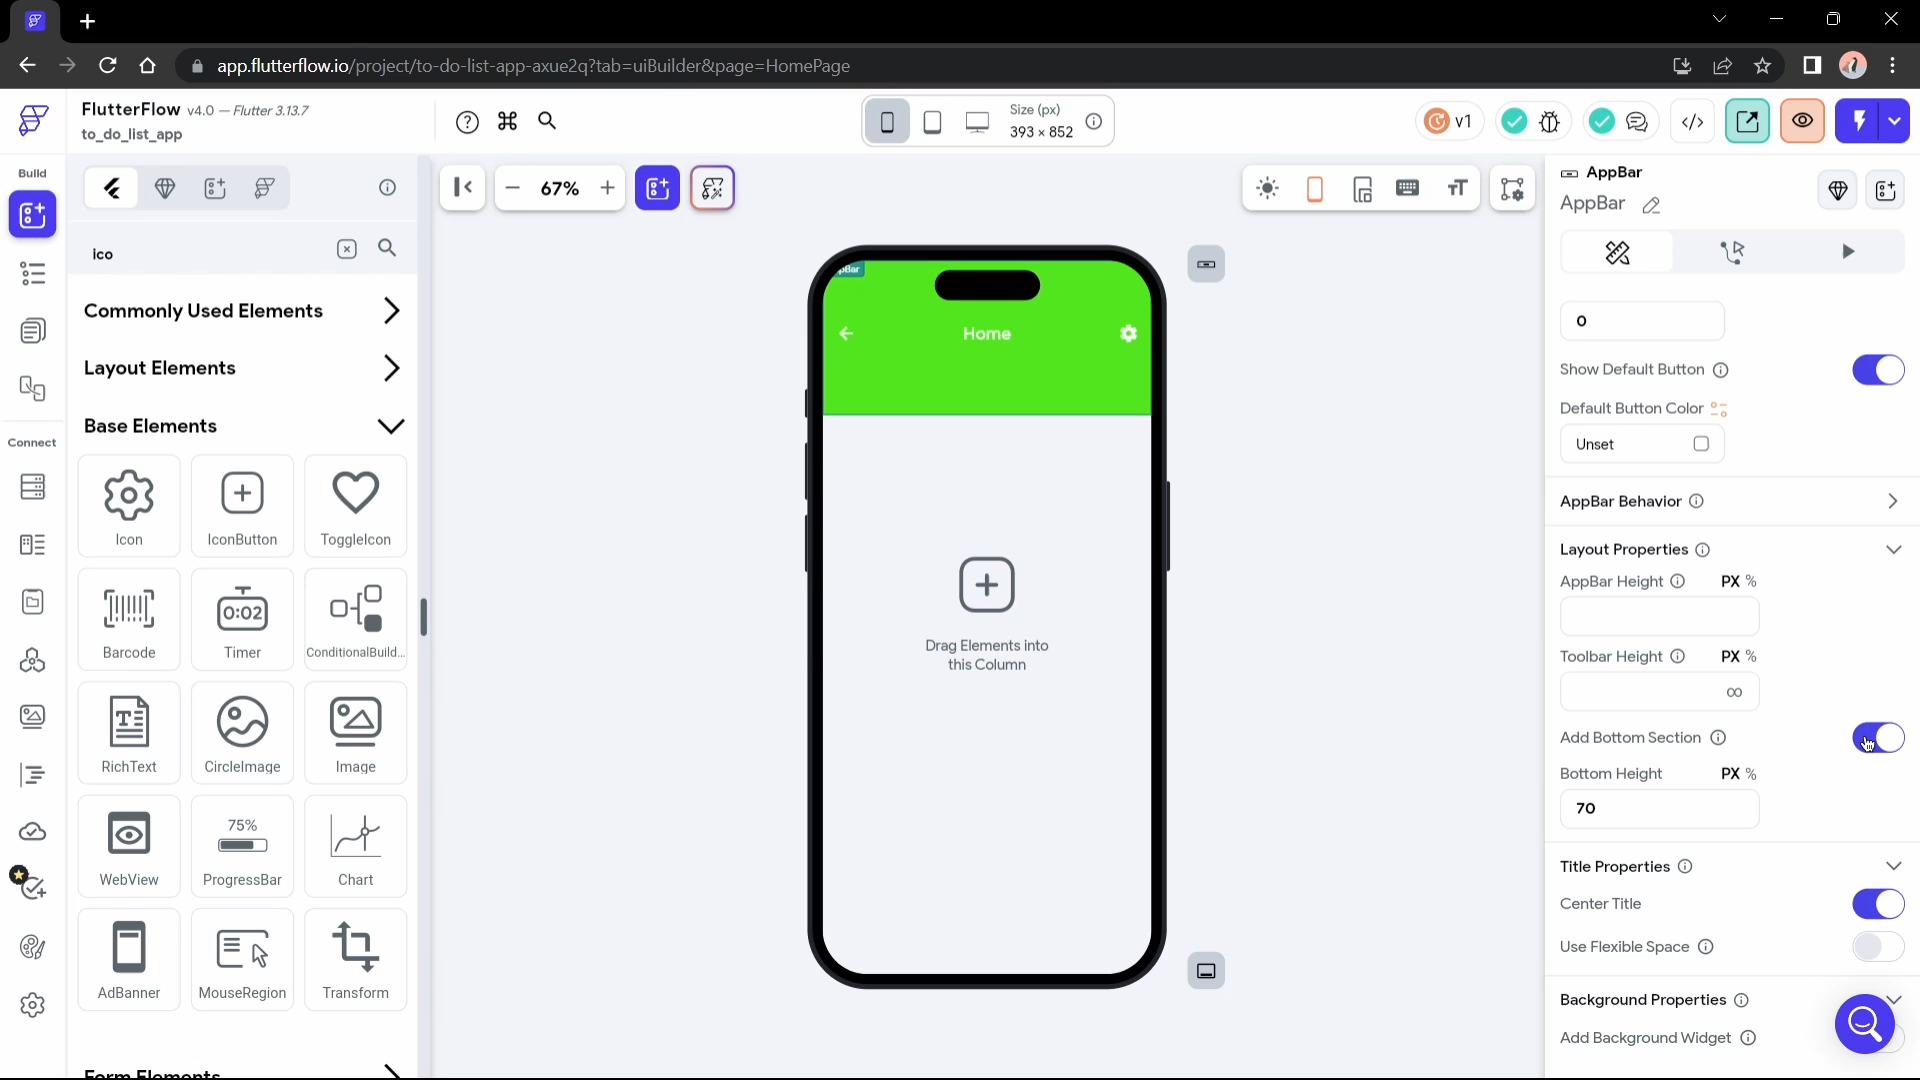 app.flutterflow.io/project/to-do-list-app-axue2q?tab=uiBuilder&page=HomePage
FlutterFlow v4.0 — Flutter 3.13.7
to_do_list_app
Size (px)
393 × 852
v1
Build
Connect
ico
Commonly Used Elements
Layout Elements
Base Elements
Icon
IconButton
ToggleIcon
Barcode
0:02
Timer
ConditionalBuild...
RichText
CircleImage
Image
WebView
75%
ProgressBar
Chart
AdBanner
MouseRegion
Transform
Form Elements
67%
Home
Drag Elements into
this Column
AppBar
AppBar
0
Show Default Button
Default Button Color
Unset
AppBar Behavior
Layout Properties
AppBar Height PX %
Toolbar Height PX %
∞
Add Bottom Section
Bottom Height PX %
70
Title Properties
Center Title
Use Flexible Space
Background Properties
Add Background Widget